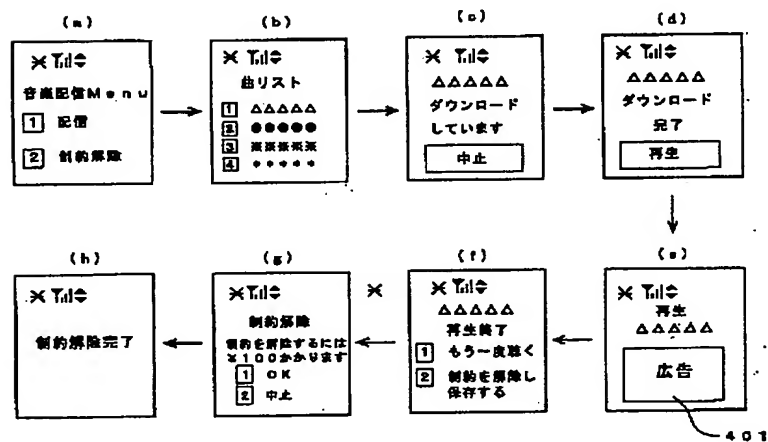 (a)
音楽配信Menu
1 配信
2 制約解除
(b)
曲リスト
1 △△△△△
2 ●●●●●
3 ※※※※※
4 *****
(c)
△△△△△
ダウンロード
しています
中止
(d)
△△△△△
ダウンロード
完了
再生
(e)
再生
△△△△△
広告
401
(f)
△△△△△
再生終了
1 もう一度聴く
2 制約を解除し
保存する
(g)
制約解除
制約を解除するには
¥100かかります
1 OK
2 中止
(h)
制約解除完了